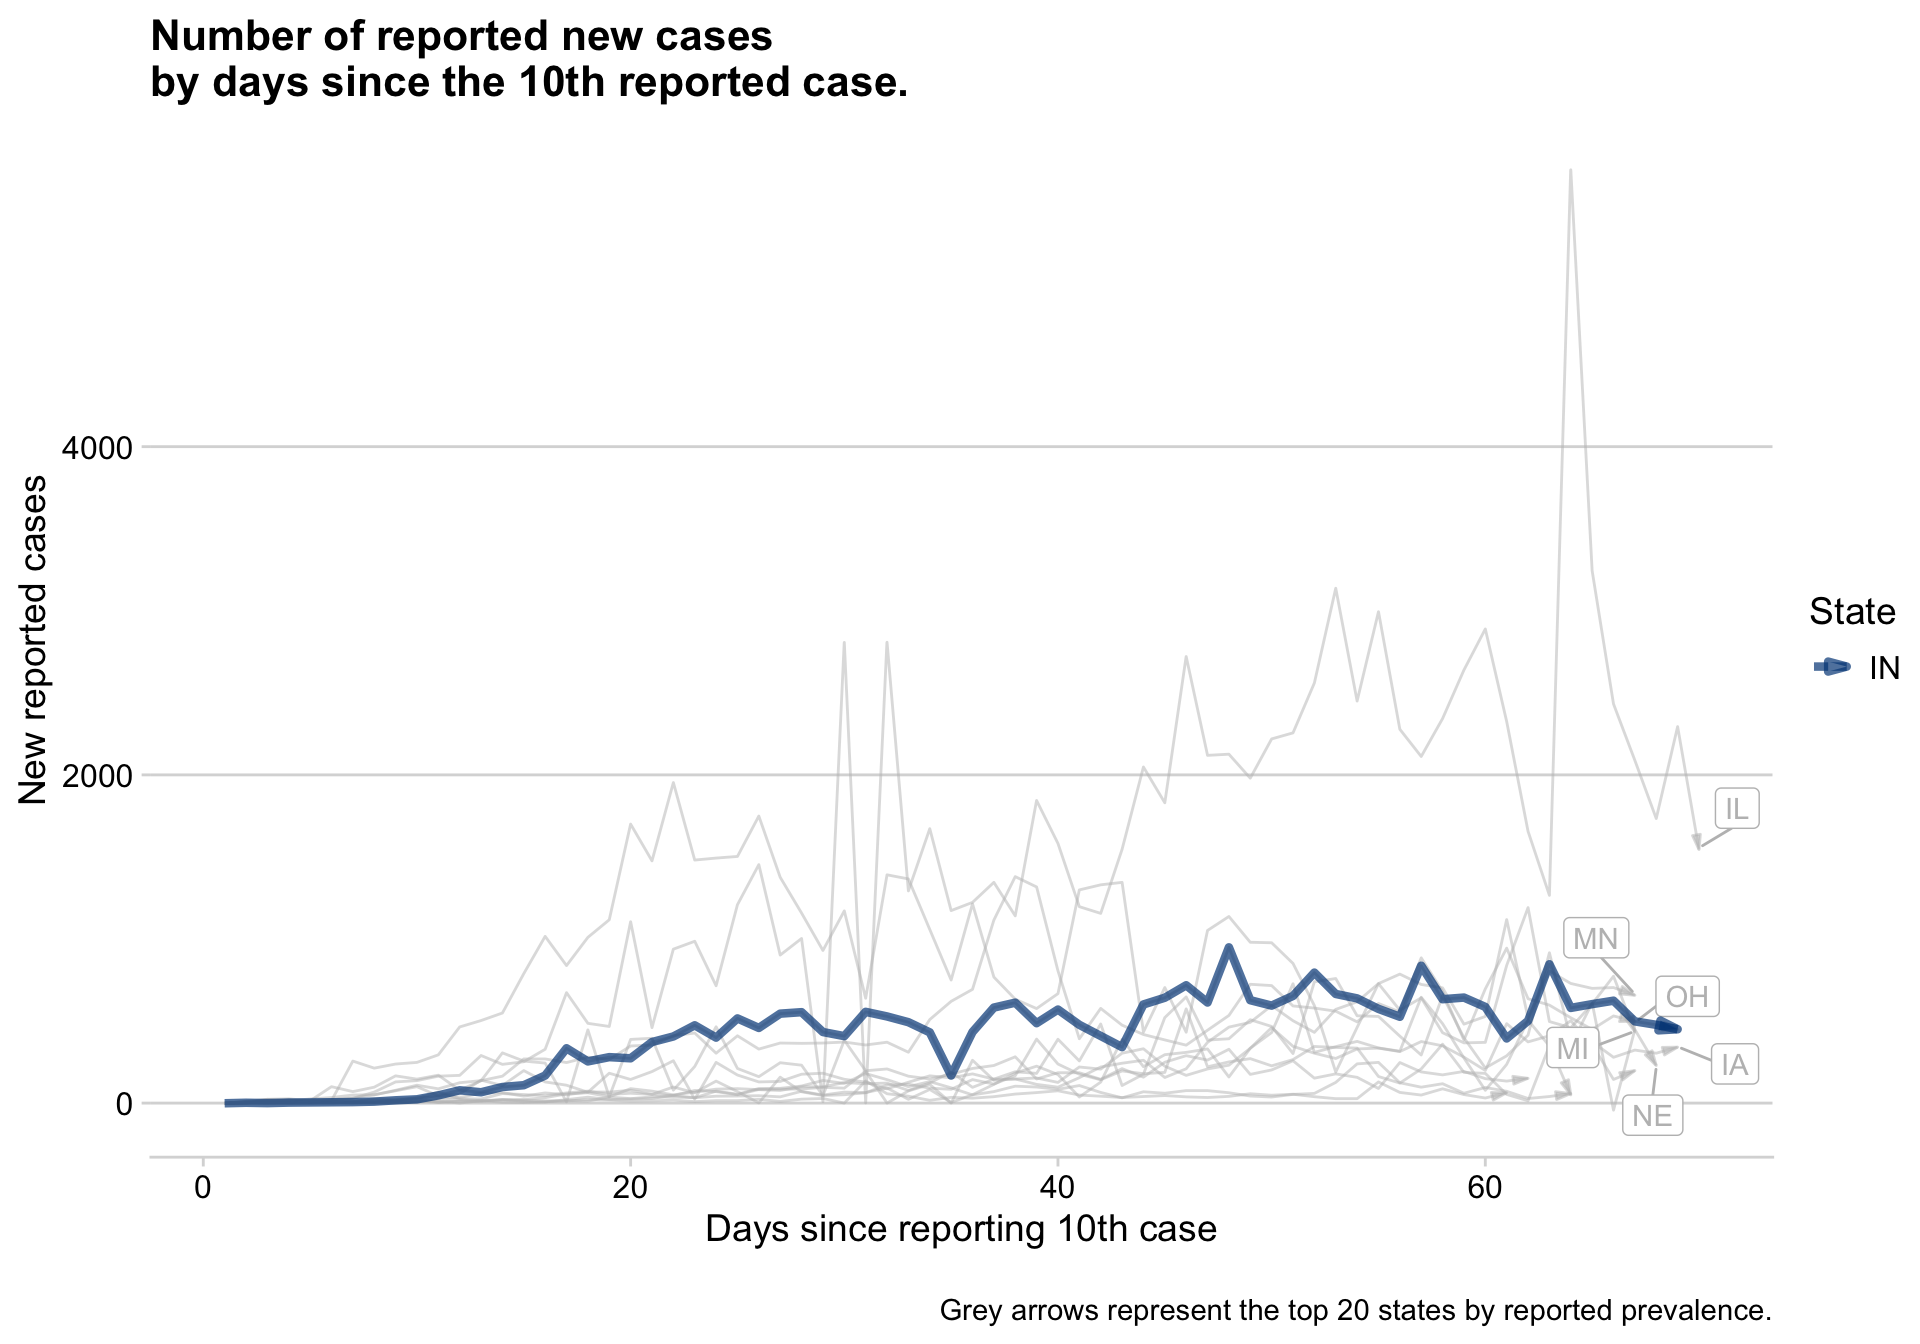 Number of reported new cases
by days since the 10th reported case.
New reported cases
4000
2000
0
0
20
40
60
Days since reporting 10th case
IL
MN
OH
MI
IA
NE
State
IN
Grey arrows represent the top 20 states by reported prevalence.